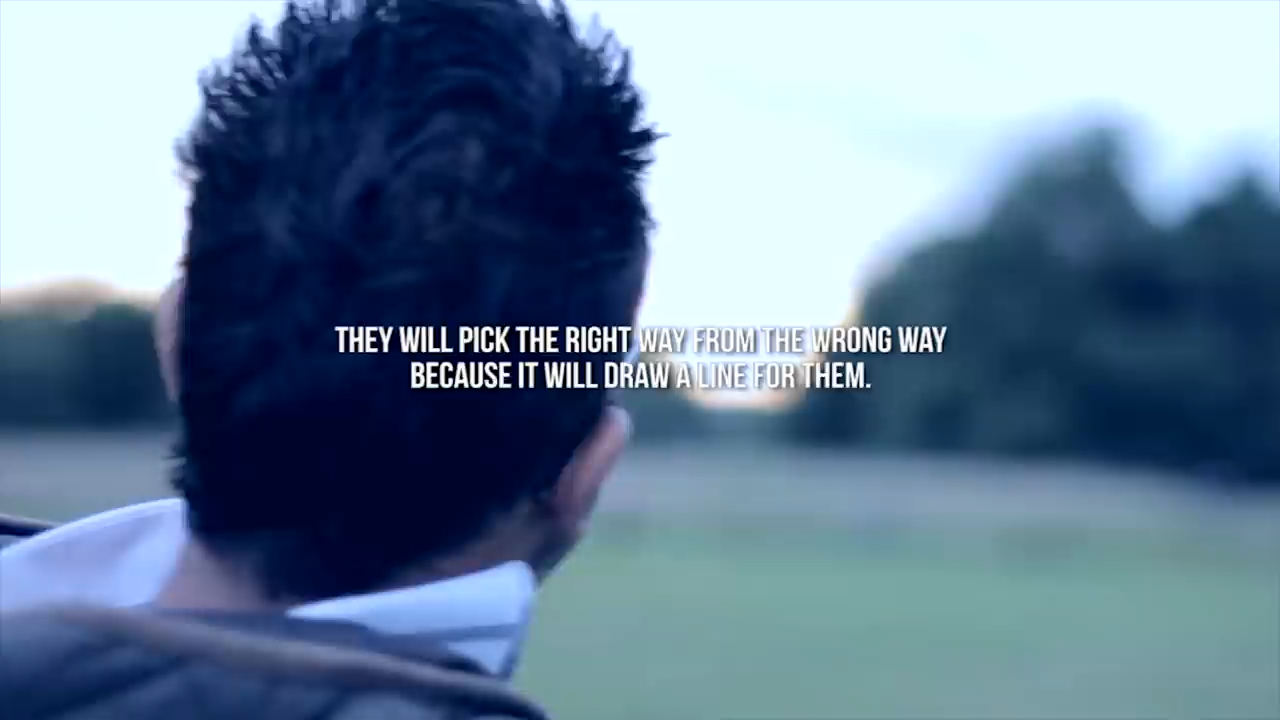 THEY WILL PICK THE RIGHT WAY FROM THE WRONG WAY
BECAUSE IT WILL DRAW A LINE FOR THEM.